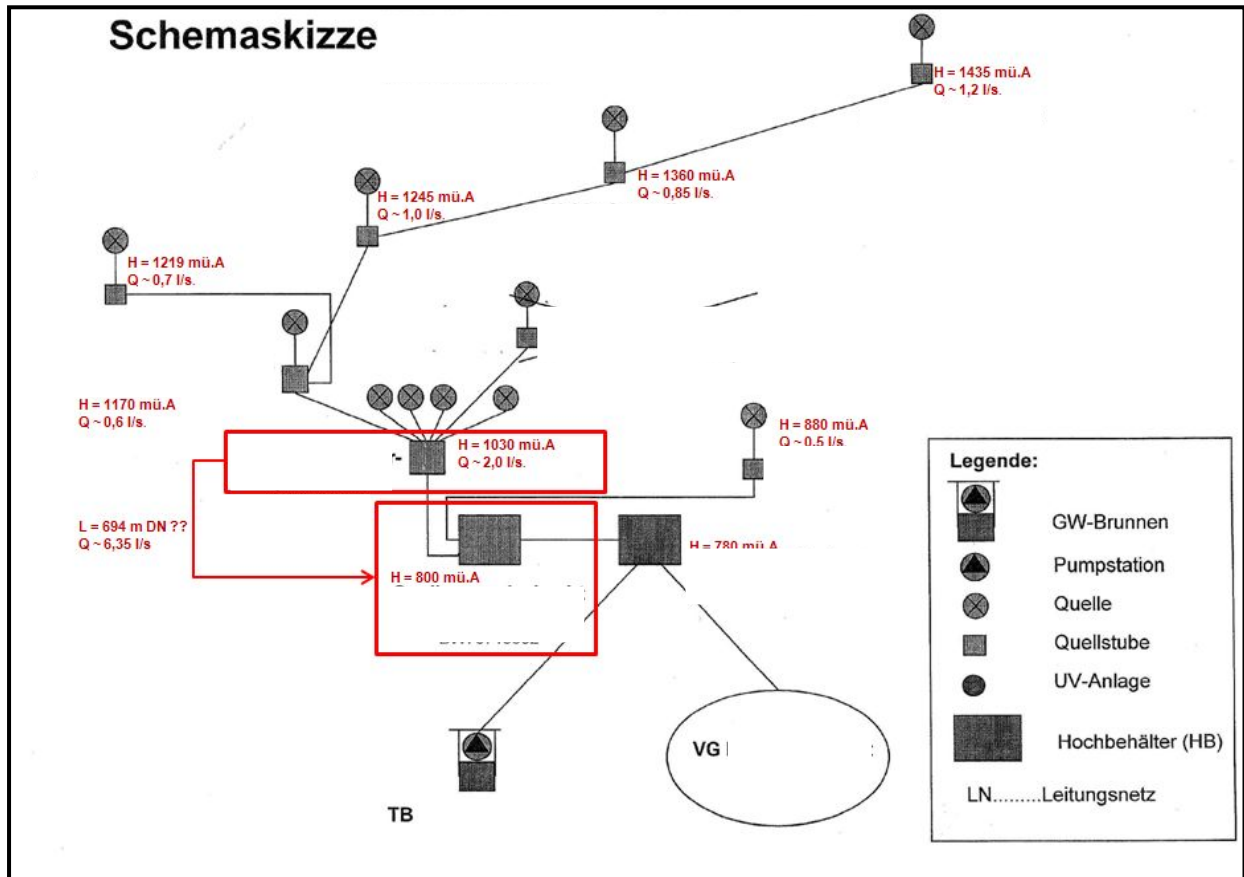 Schemaskizze
H = 1435 mü.A
Q ~ 1,2 l/s.
H = 1360 mü.A
Q ~ 0,85 l/s.
H = 1245 mü.A
Q ~ 1,0 l/s.
H = 1219 mü.A
Q ~ 0,7 l/s.
H = 1170 mü.A
Q ~ 0,6 l/s.
H = 880 mü.A
Q ~ 0.5 l/s
H = 1030 mü.A
Q ~ 2,0 l/s.
L = 694 m DN ??
Q ~ 6,35 l/s
H = 780 mü.A
H = 800 mü.A
TB
VG
Legende:
GW-Brunnen
Pumpstation
Quelle
Quellstube
UV-Anlage
Hochbehälter (HB)
LN.........Leitungsnetz